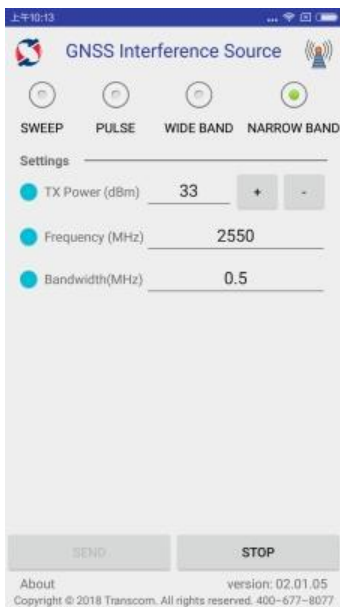 上午10:13
GNSS Interference Source
SWEEP PULSE WIDE BAND NARROW BAND
Settings
TX Power (dBm) 33 + -
Frequency (MHz) 2550
Bandwidth(MHz) 0.5
SEND STOP
About version: 02.01.05
Copyright © 2018 Transcom. All rights reserved. 400-677-8077